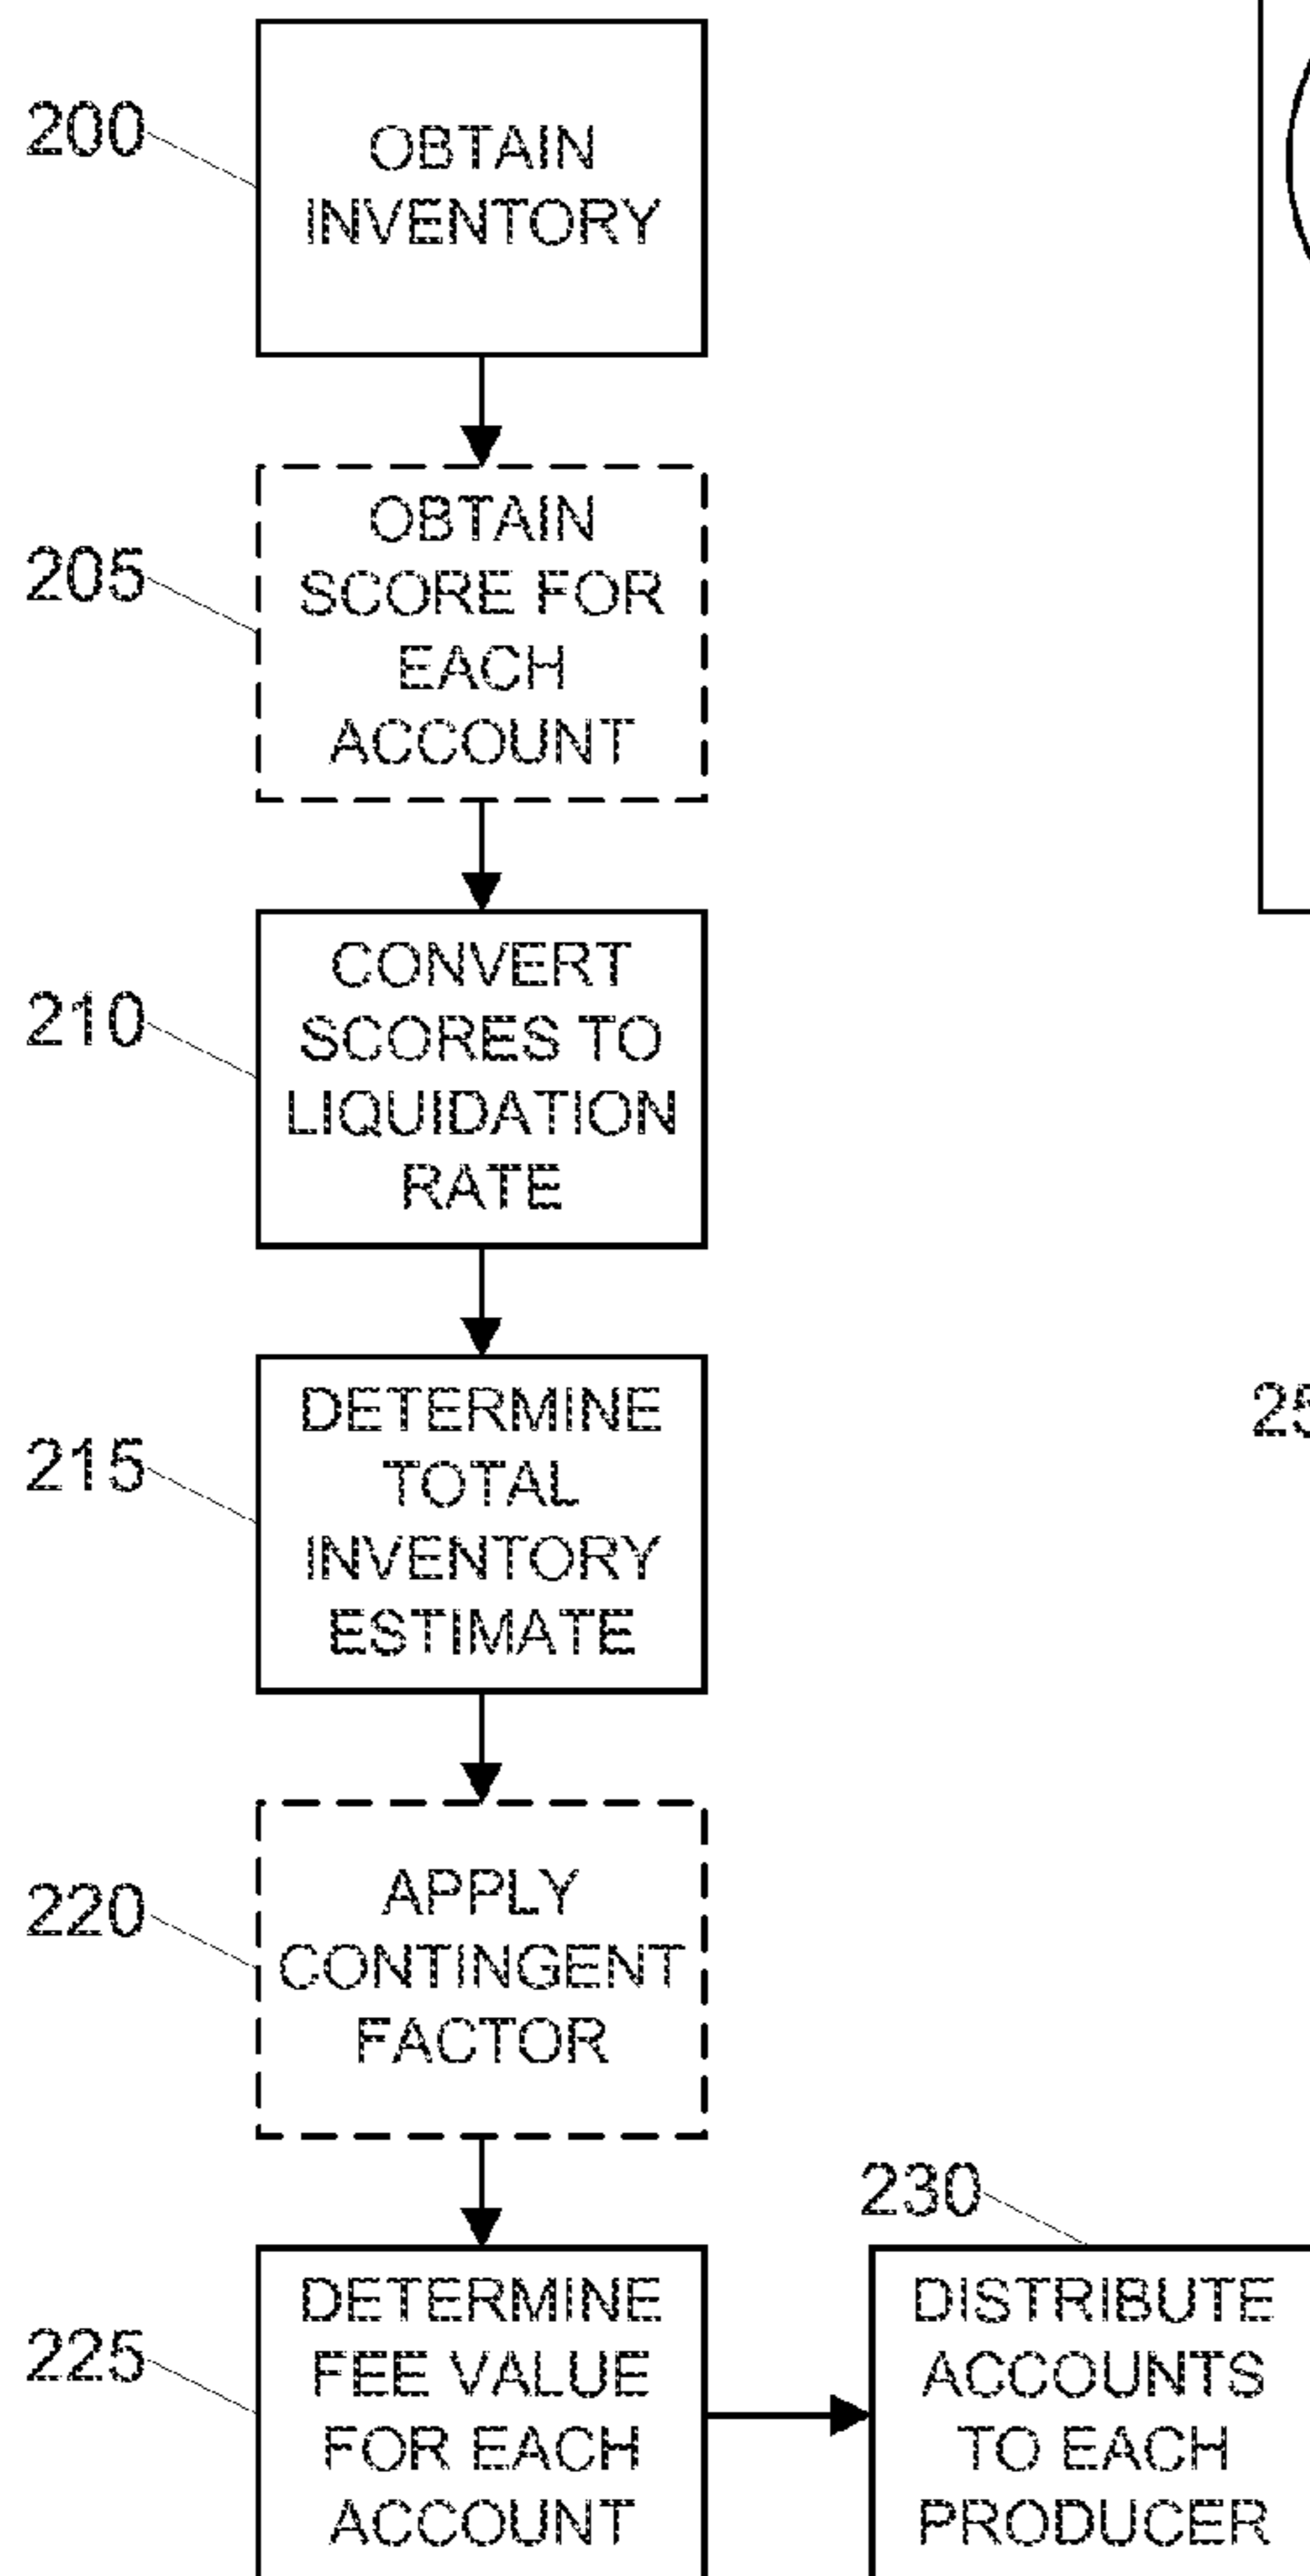 200
OBTAIN
INVENTORY
205
OBTAIN
SCORE FOR
EACH
ACCOUNT
210
CONVERT
SCORES TO
LIQUIDATION
RATE
215
DETERMINE
TOTAL
INVENTORY
ESTIMATE
220
APPLY
CONTINGENT
FACTOR
225
DETERMINE
FEE VALUE
FOR EACH
ACCOUNT
230
DISTRIBUTE
ACCOUNTS
TO EACH
PRODUCER